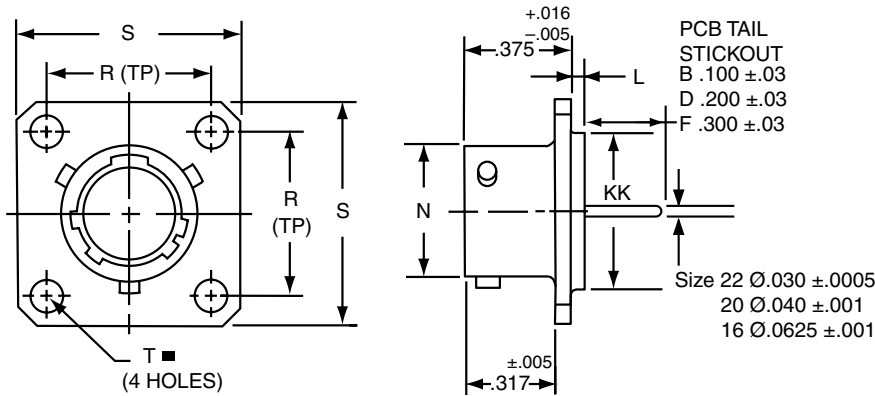 S
R (TP)
R
(TP)
S
T ■
(4 HOLES)
+.016
–.005
.375
L
PCB TAIL
STICKOUT
B .100 ±.03
D .200 ±.03
F .300 ±.03
N
KK
Size 22 Ø.030 ±.0005
20 Ø.040 ±.001
16 Ø.0625 ±.001
±.005
.317